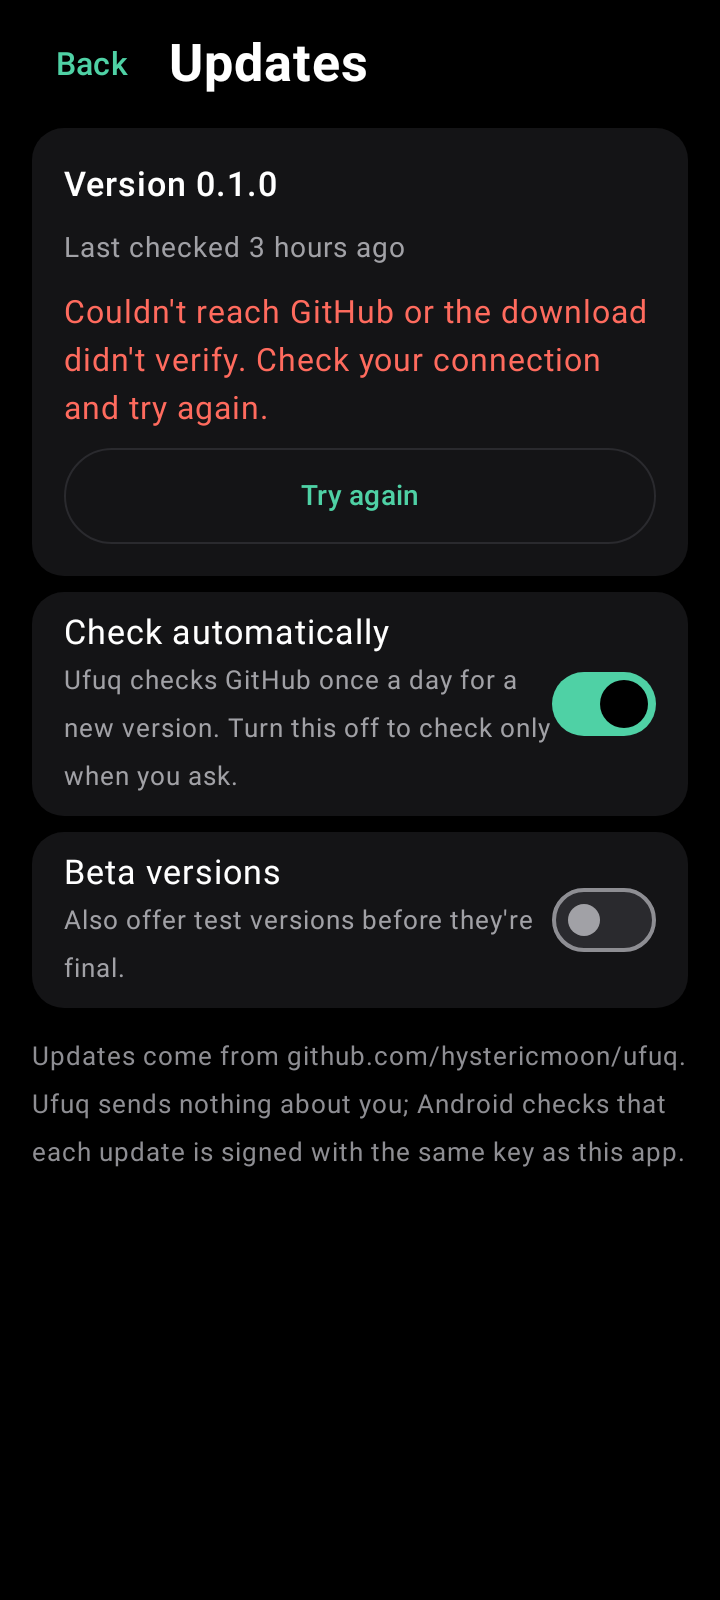 Back
Updates
Version 0.1.0
Last checked 3 hours ago
Couldn't reach GitHub or the download
didn't verify. Check your connection
and try again.
Try again
Check automatically
Ufuq checks GitHub once a day for a
new version. Turn this off to check only
when you ask.
Beta versions
Also offer test versions before they're
final.
Updates come from github.com/hystericmoon/ufuq.
Ufuq sends nothing about you; Android checks that
each update is signed with the same key as this app.